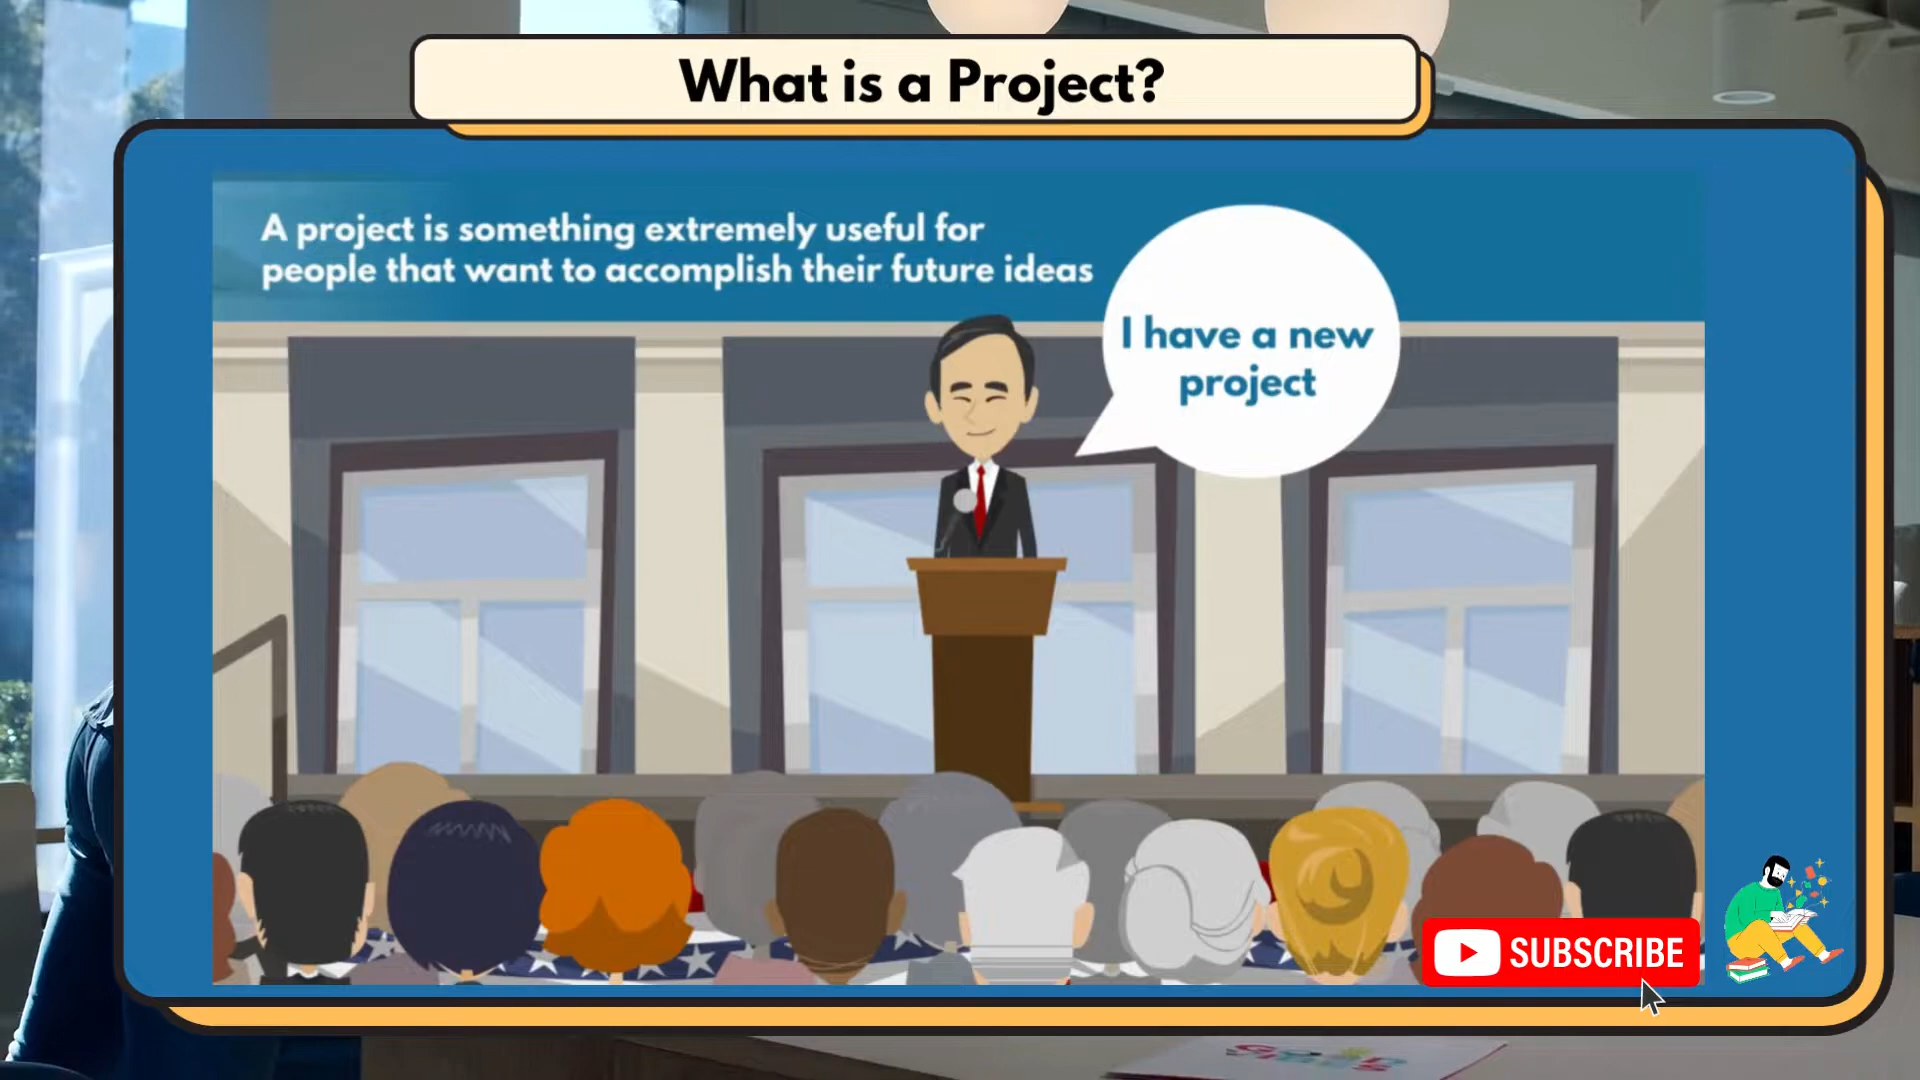 What is a Project?
A project is something extremely useful for
people that want to accomplish their future ideas
I have a new
project
SUBSCRIBE